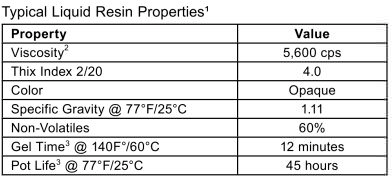 Typical Liquid Resin Properties¹
Property Value
Viscosity² 5,600 cps
Thix Index 2/20 4.0
Color Opaque
Specific Gravity @ 77°F/25°C 1.11
Non-Volatiles 60%
Gel Time³ @ 140F°/60°C 12 minutes
Pot Life³ @ 77°F/25°C 45 hours